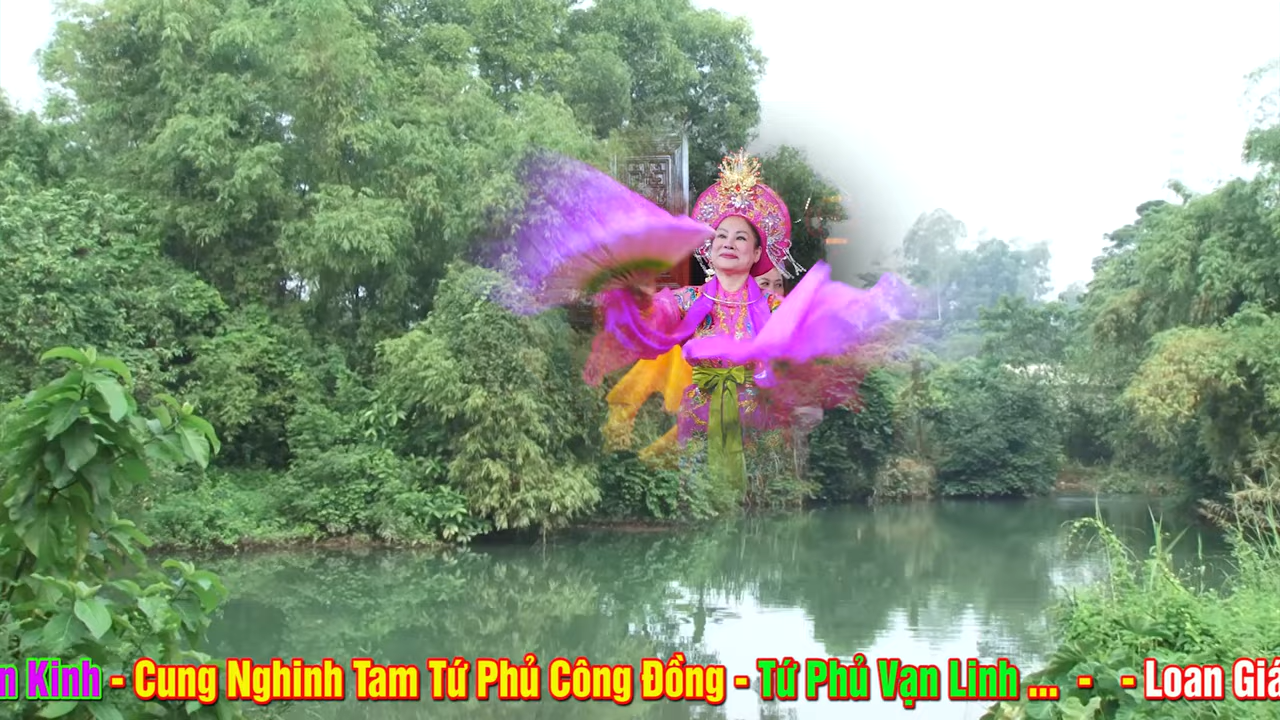 n Kinh - Cung Nghinh Tam Tứ Phủ Công Đồng - Tứ Phủ Vạn Linh ... - - Loan Giá